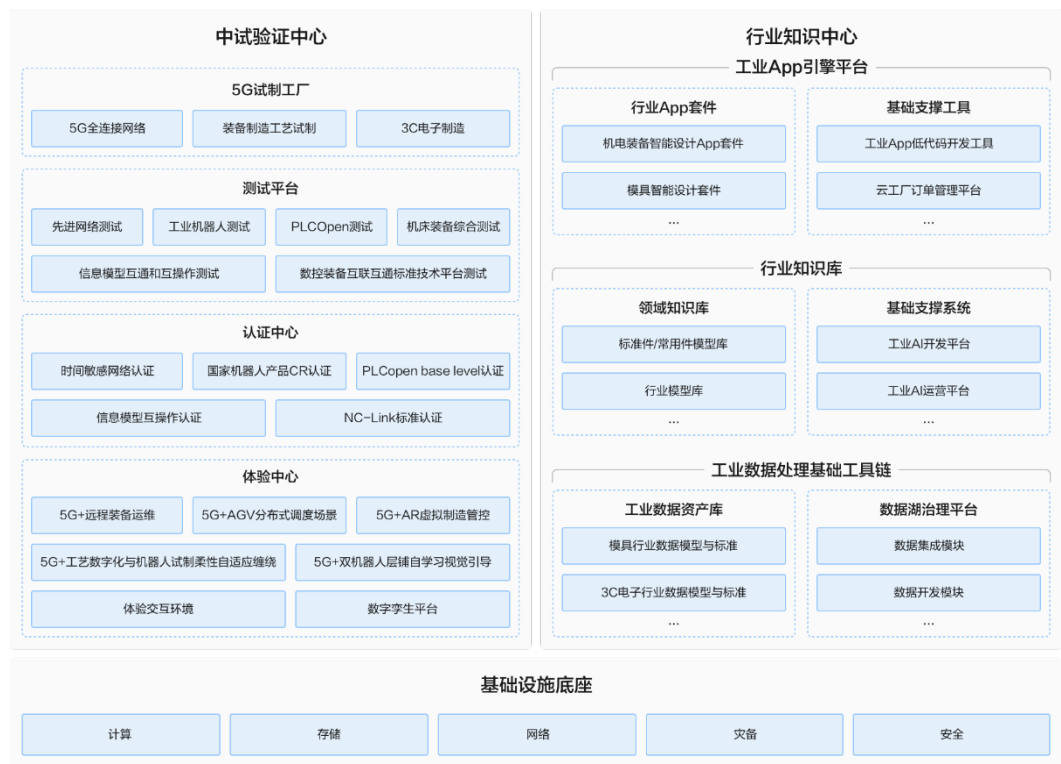 中试验证中心
5G试制工厂
5G全连接网络
装备制造工艺试制
3C电子制造
测试平台
先进网络测试
工业机器人测试
PLCOpen测试
机床装备综合测试
信息模型互通和互操作测试
数控装备互联互通标准技术平台测试
认证中心
时间敏感网络认证
国家机器人产品CR认证
PLCopen base level认证
信息模型互操作认证
NC-Link标准认证
体验中心
5G+远程装备运维
5G+AGV分布式调度场景
5G+AR虚拟制造管控
5G+工艺数字化与机器人试制柔性自适应缠绕
5G+双机器人层铺自学习视觉引导
体验交互环境
数字孪生平台
行业知识中心
工业App引擎平台
行业App套件
机电装备智能设计App套件
模具智能设计套件
...
基础支撑工具
工业App低代码开发工具
云工厂订单管理平台
...
行业知识库
领域知识库
标准件/常用件模型库
行业模型库
...
基础支撑系统
工业AI开发平台
工业AI运营平台
...
工业数据处理基础工具链
工业数据资产库
模具行业数据模型与标准
3C电子行业数据模型与标准
...
数据湖治理平台
数据集成模块
数据开发模块
...
基础设施底座
计算
存储
网络
灾备
安全